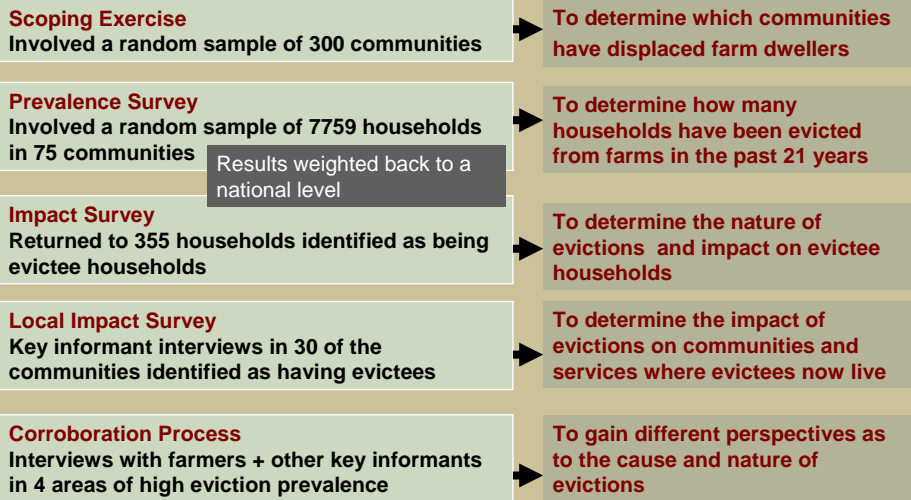 Scoping Exercise
Involved a random sample of 300 communities
To determine which communities
have displaced farm dwellers
Prevalence Survey
Involved a random sample of 7759 households
in 75 communities
Results weighted back to a
national level
To determine how many
households have been evicted
from farms in the past 21 years
Impact Survey
Returned to 355 households identified as being
evictee households
To determine the nature of
evictions and impact on evictee
households
Local Impact Survey
Key informant interviews in 30 of the
communities identified as having evictees
To determine the impact of
evictions on communities and
services where evictees now live
Corroboration Process
Interviews with farmers + other key informants
in 4 areas of high eviction prevalence
To gain different perspectives as
to the cause and nature of
evictions